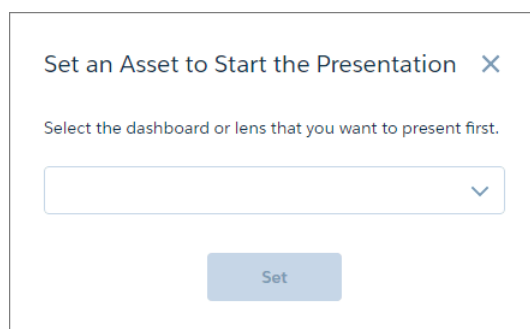 Set an Asset to Start the Presentation
Select the dashboard or lens that you want to present first.
Set